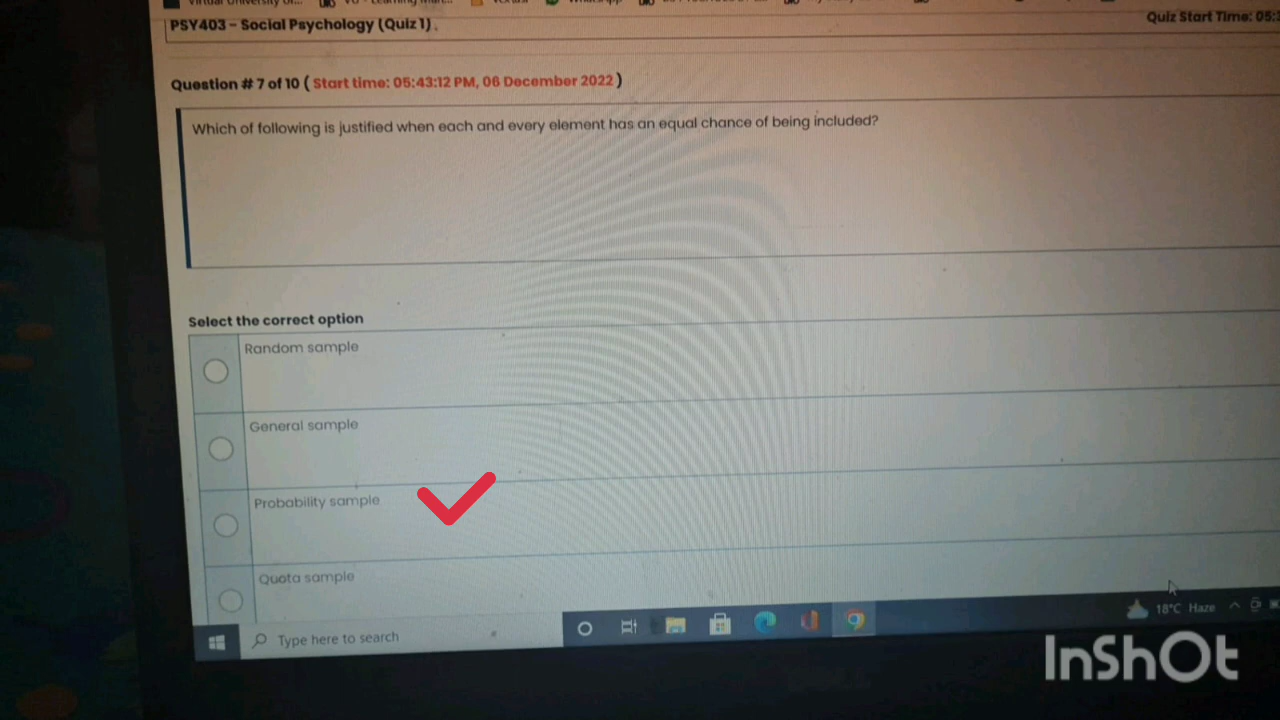 PSY403 - Social Psychology (Quiz 1)
Quiz Start Time: 05:
Question # 7 of 10 ( Start time: 05:43:12 PM, 06 December 2022 )
Which of following is justified when each and every element has an equal chance of being included?
Select the correct option
Random sample
General sample
Probability sample
Quota sample
Type here to search
18°C Haze
InShOt